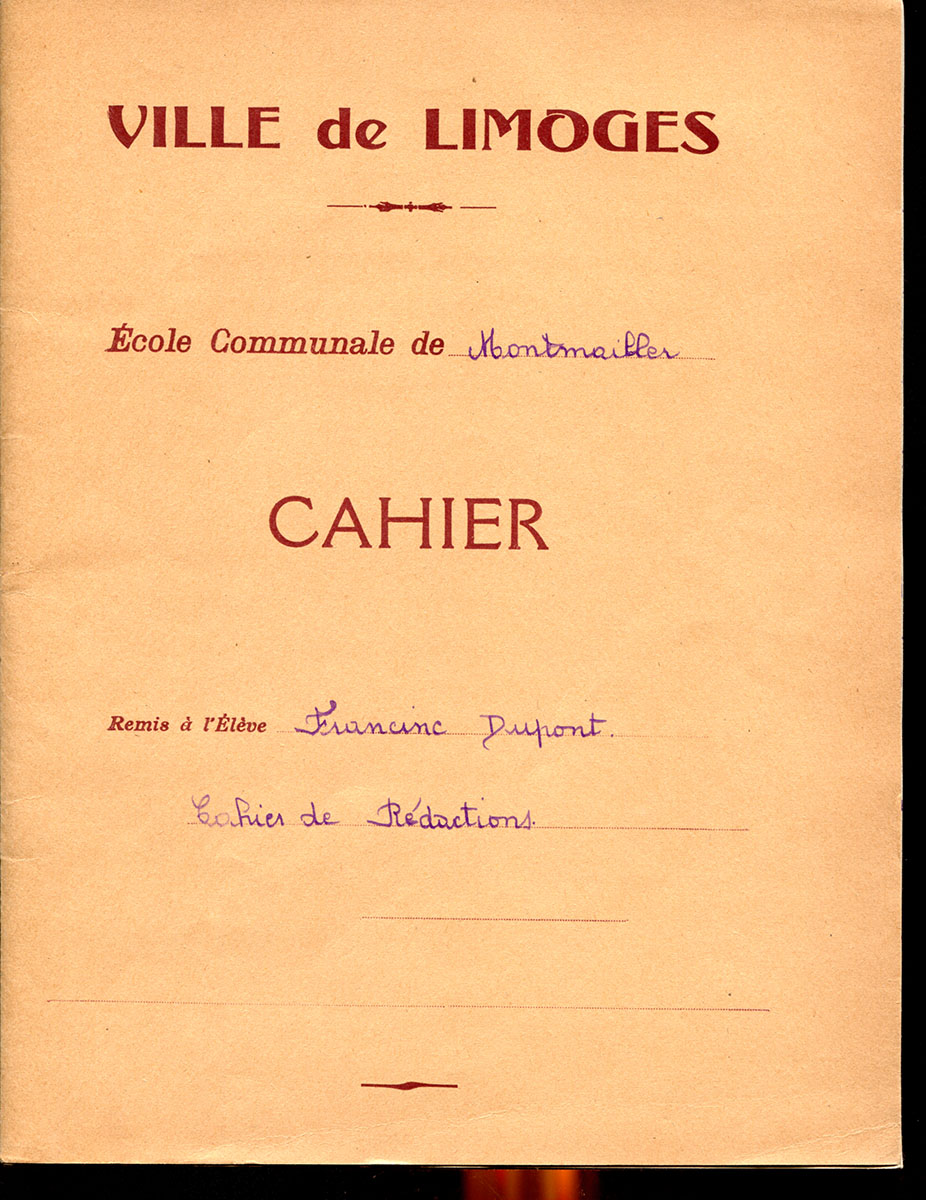 VILLE de LIMOGES
École Communale de Montmailler
CAHIER
Remis à l'Élève Francine Dupont.
Cahier de Rédactions.